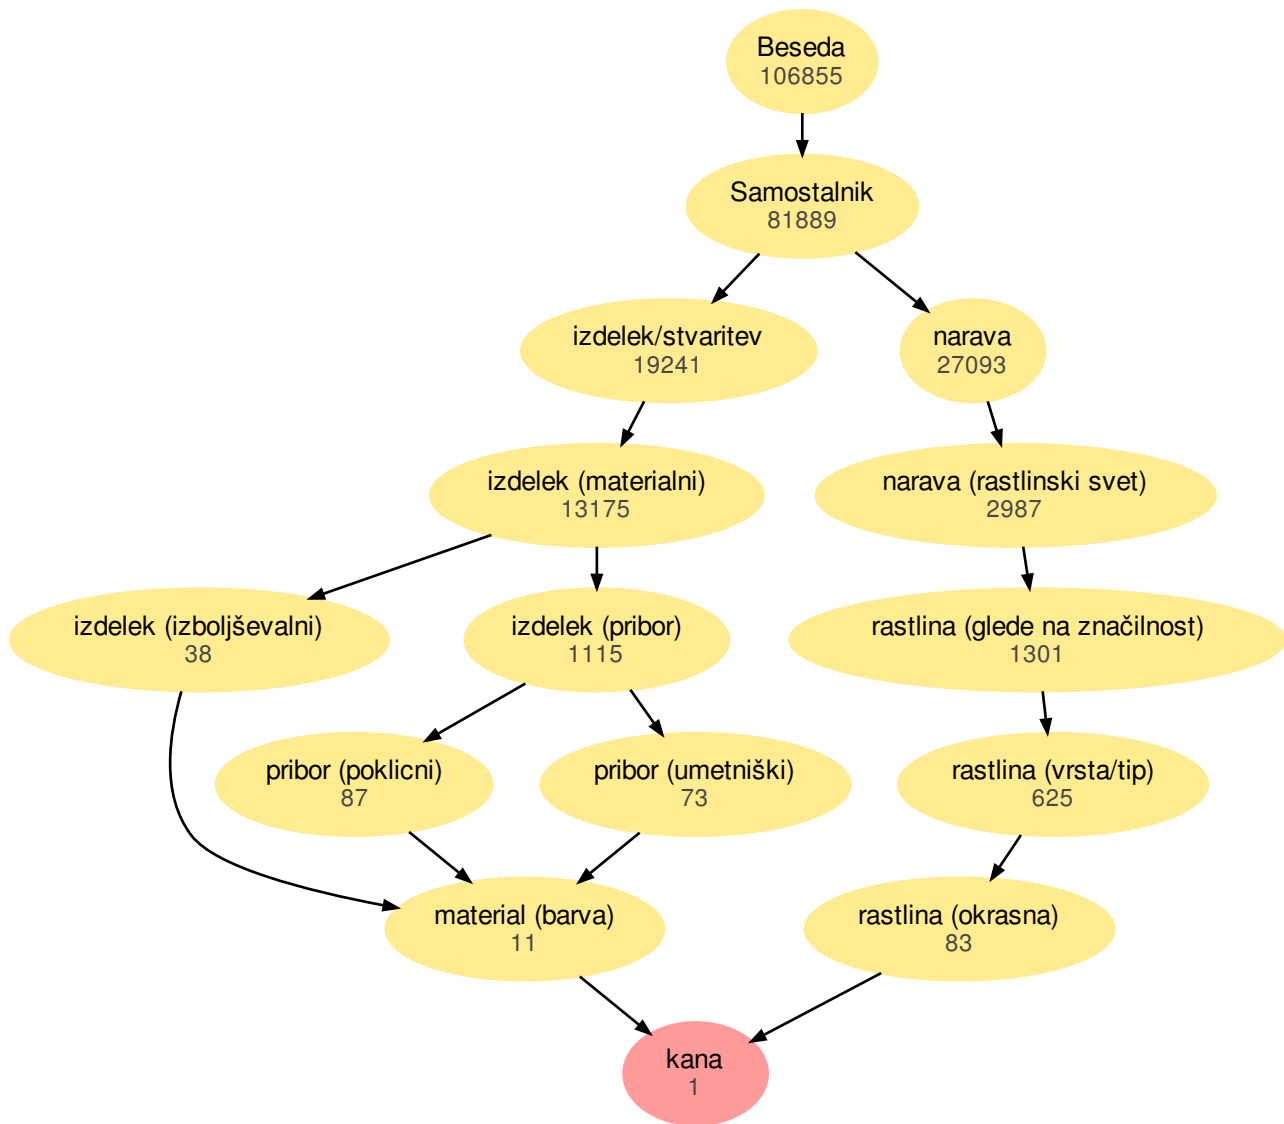 Beseda
106855
Samostalnik
81889
izdelek/stvaritev
19241
narava
27093
izdelek (materialni)
13175
narava (rastlinski svet)
2987
izdelek (izboljševalni)
38
izdelek (pribor)
1115
rastlina (glede na značilnost)
1301
pribor (poklicni)
87
pribor (umetniški)
73
rastlina (vrsta/tip)
625
material (barva)
11
rastlina (okrasna)
83
kana
1